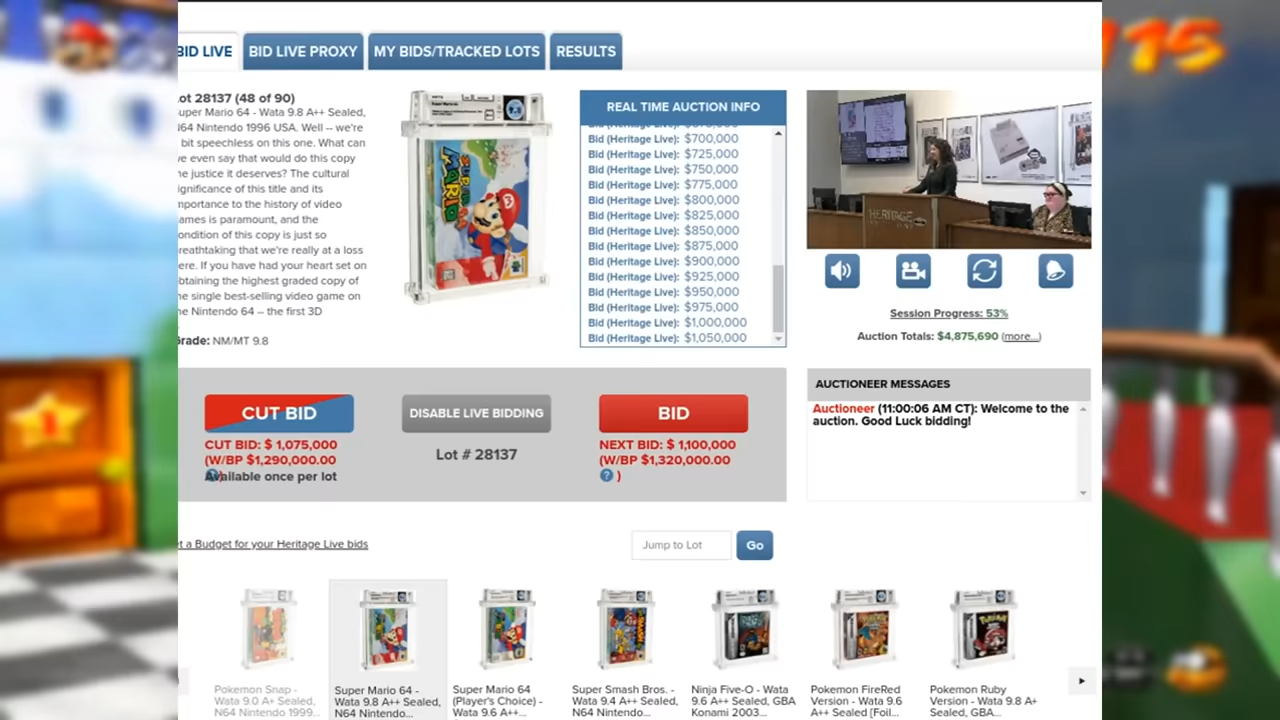 BID LIVE
BID LIVE PROXY
MY BIDS/TRACKED LOTS
RESULTS
ot 28137 (48 of 90)
uper Mario 64 - Wata 9.8 A++ Sealed,
64 Nintendo 1996 USA. Well -- we're
bit speechless on this one. What can
e even say that would do this copy
he justice it deserves? The cultural
ignificance of this title and its
mportance to the history of video
ames is paramount, and the
ondition of this copy is just so
reathtaking that we're really at a loss
ere. If you have had your heart set on
btaining the highest graded copy of
he single best-selling video game on
he Nintendo 64 -- the first 3D
rade: NM/MT 9.8
SUPER
MARIO
REAL TIME AUCTION INFO
Bid (Heritage Live): $700,000
Bid (Heritage Live): $725,000
Bid (Heritage Live): $750,000
Bid (Heritage Live): $775,000
Bid (Heritage Live): $800,000
Bid (Heritage Live): $825,000
Bid (Heritage Live): $850,000
Bid (Heritage Live): $875,000
Bid (Heritage Live): $900,000
Bid (Heritage Live): $925,000
Bid (Heritage Live): $950,000
Bid (Heritage Live): $975,000
Bid (Heritage Live): $1,000,000
Bid (Heritage Live): $1,050,000
HERITAGE
Session Progress: 53%
Auction Totals: $4,875,690 (more...)
CUT BID
CUT BID: $ 1,075,000
(W/BP $1,290,000.00
? )
Available once per lot
DISABLE LIVE BIDDING
Lot # 28137
BID
NEXT BID: $ 1,100,000
(W/BP $1,320,000.00
? )
AUCTIONEER MESSAGES
Auctioneer (11:00:06 AM CT): Welcome to the
auction. Good Luck bidding!
t a Budget for your Heritage Live bids
Jump to Lot
Go
Pokemon Snap -
Wata 9.0 A+ Sealed,
N64 Nintendo 1999...
Super Mario 64 -
Wata 9.8 A++ Sealed,
N64 Nintendo...
Super Mario 64
(Player's Choice) -
Wata 9.6 A++...
Super Smash Bros. -
Wata 9.4 A++ Sealed,
N64 Nintendo...
Ninja Five-O - Wata
9.6 A++ Sealed, GBA
Konami 2003...
Pokemon FireRed
Version - Wata 9.6
A++ Sealed [Foil...
Pokemon Ruby
Version - Wata 9.8 A+
Sealed, GBA...
115